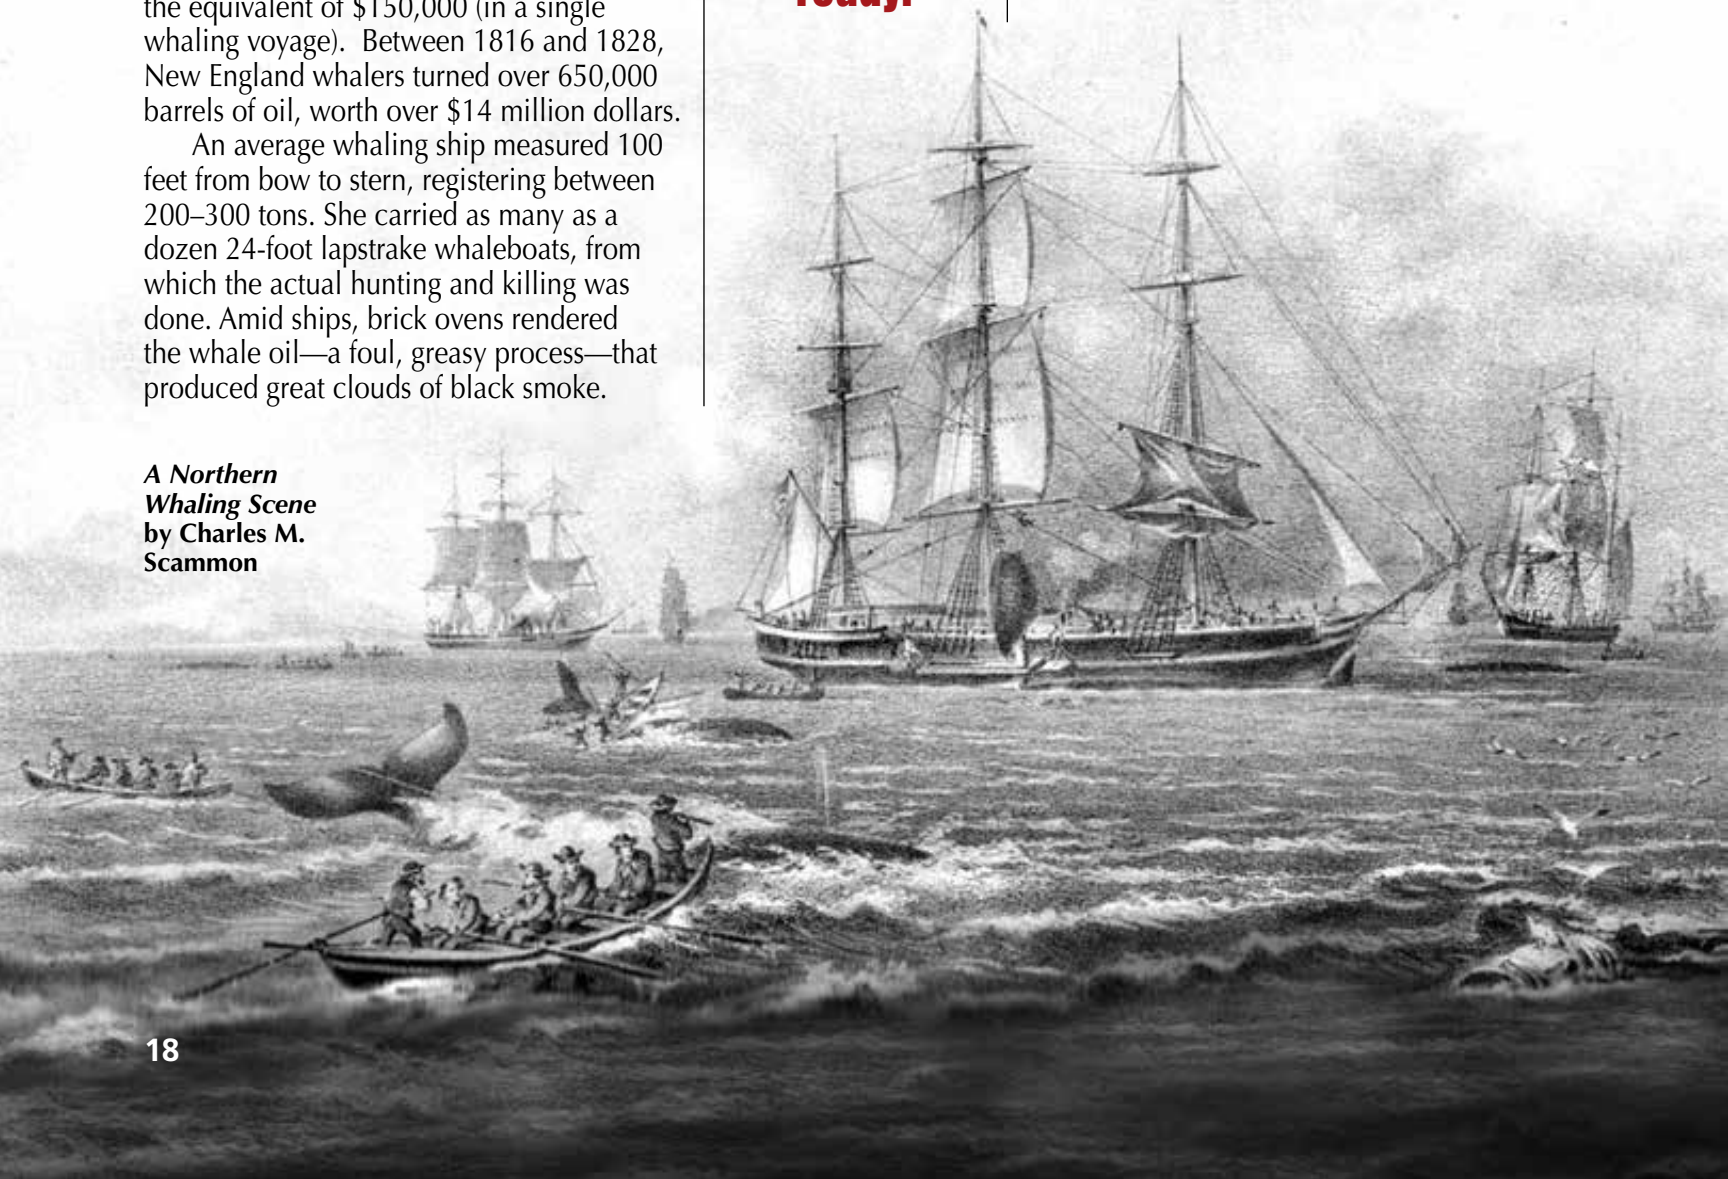 the equivalent of $150,000 (in a single
whaling voyage).  Between 1816 and 1828,
New England whalers turned over 650,000
barrels of oil, worth over $14 million dollars.
An average whaling ship measured 100
feet from bow to stern, registering between
200–300 tons. She carried as many as a
dozen 24-foot lapstrake whaleboats, from
which the actual hunting and killing was
done. Amid ships, brick ovens rendered
the whale oil—a foul, greasy process—that
produced great clouds of black smoke.
Today.
A Northern
Whaling Scene
by Charles M.
Scammon
18